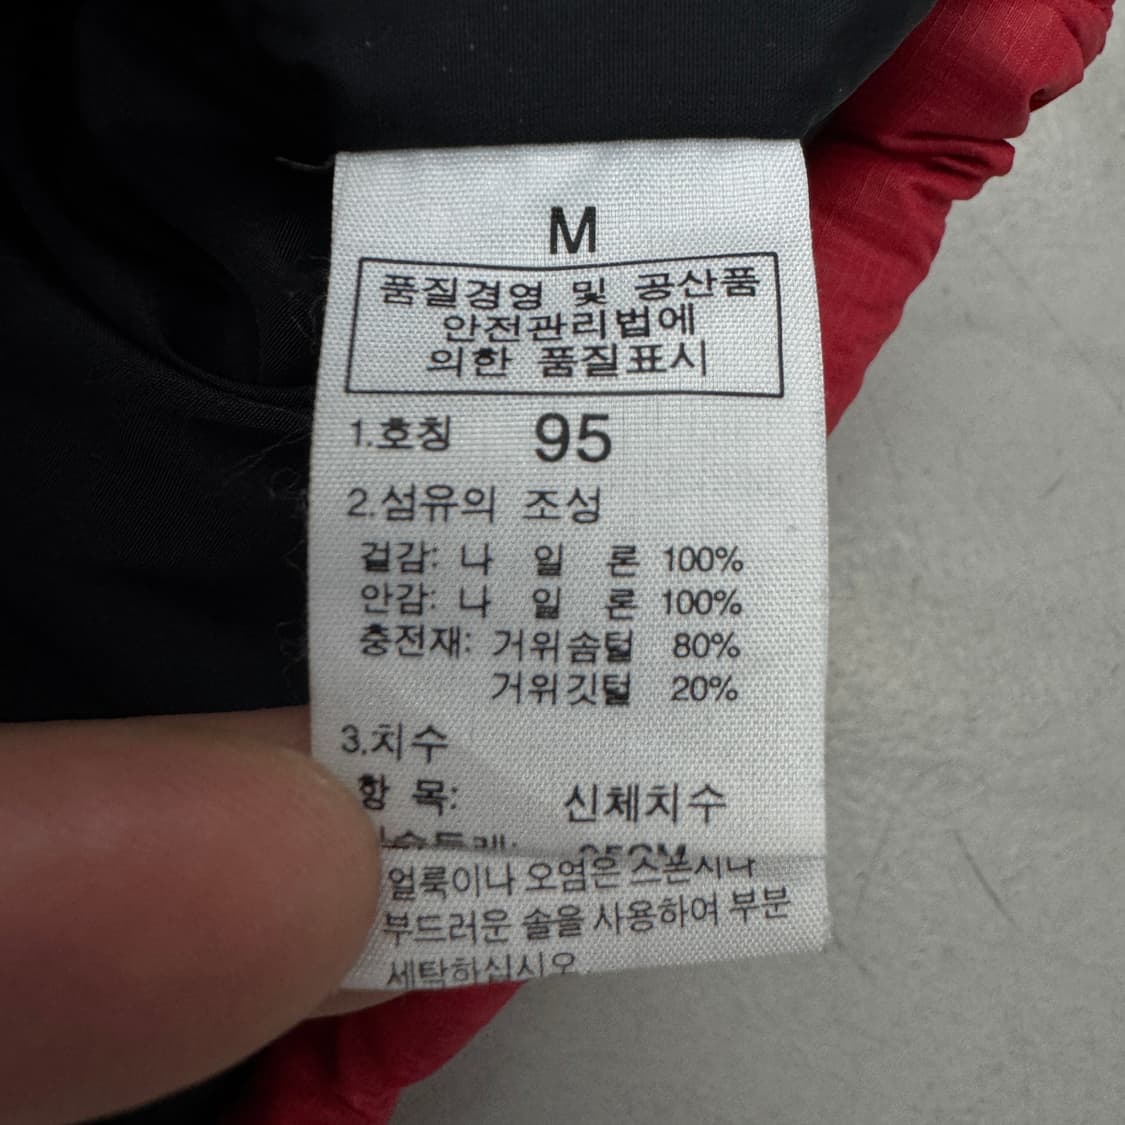 M
품질경영 및 공산품
안전관리법에
의한 품질표시
1.호칭 95
2.섬유의 조성
겉감: 나 일 론 100%
안감: 나 일 론 100%
충전재: 거위솜털 80%
거위깃털 20%
3.치수
항 목: 신체치수
얼룩이나 오염은 스폰지나
부드러운 솔을 사용하여 부분
세탁하십시오